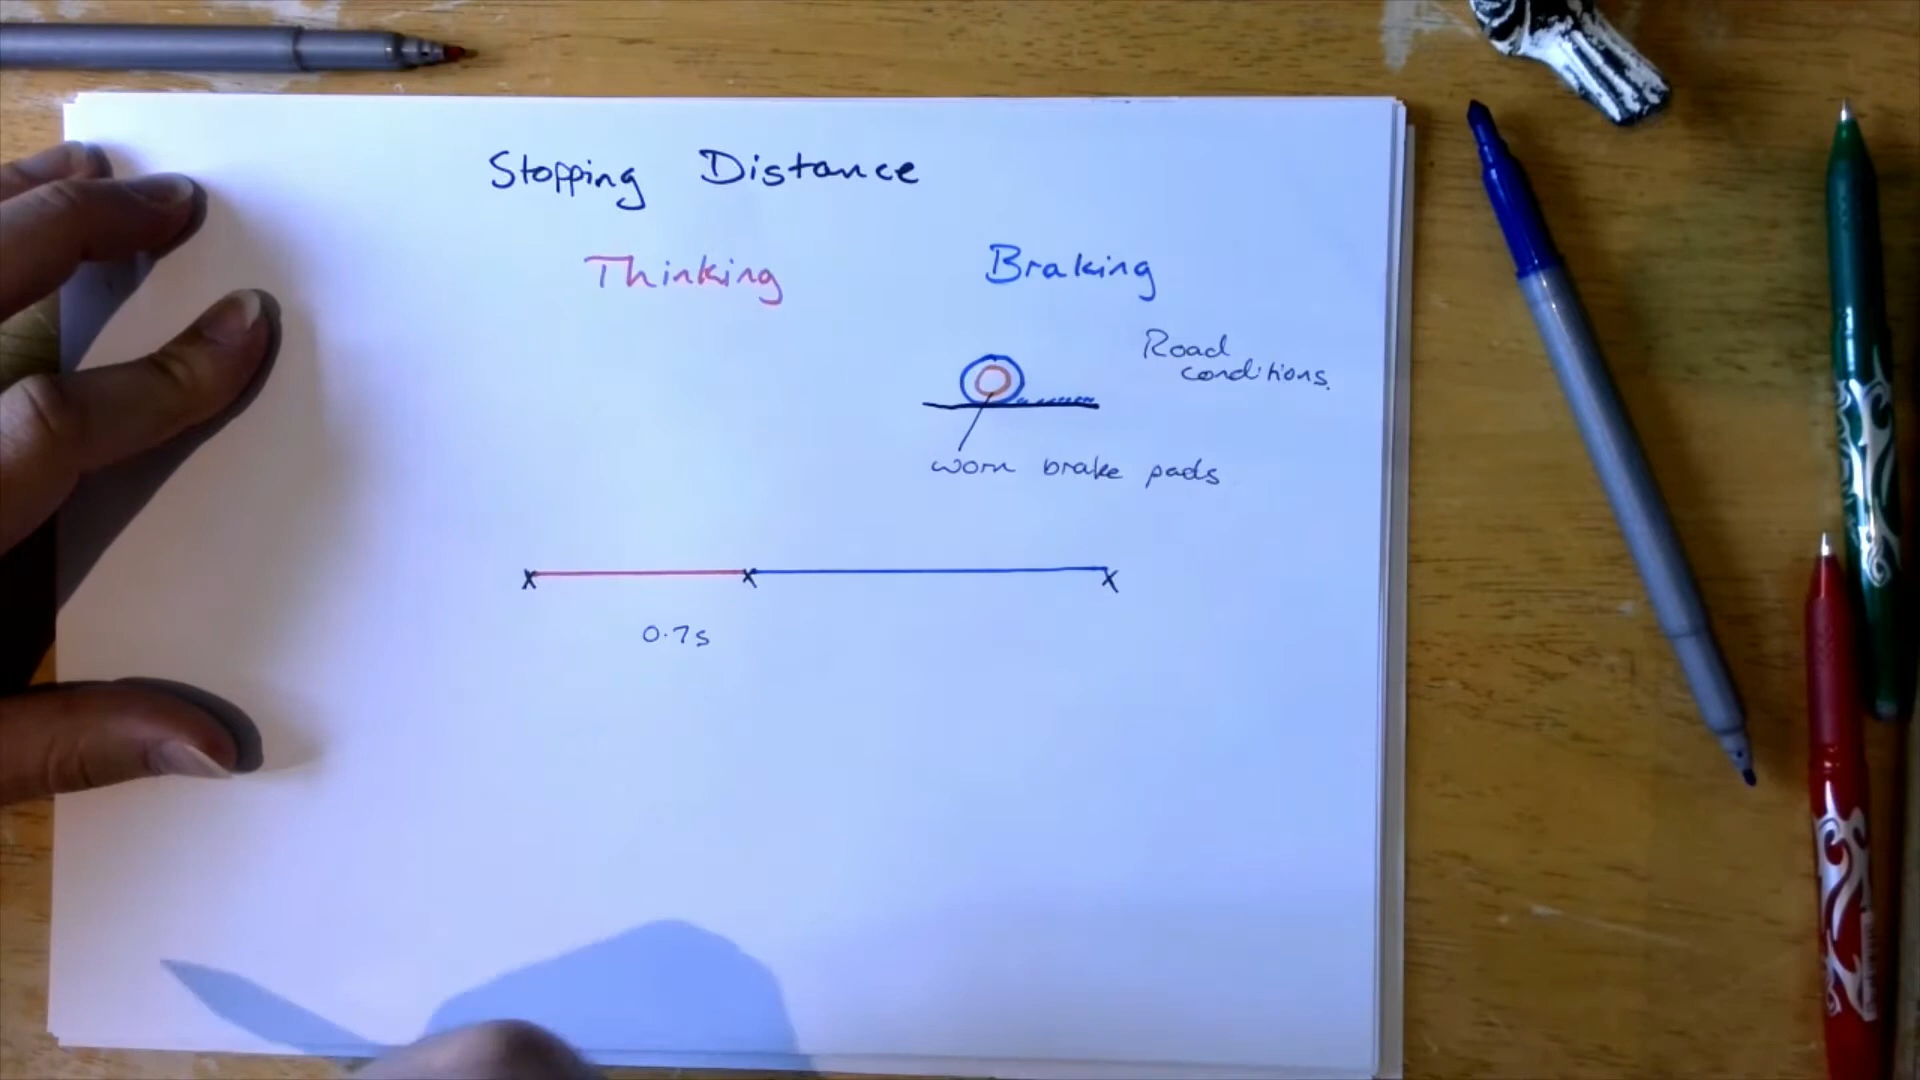 Stopping Distance
Thinking
Braking
Road
conditions.
worn brake pads
x x x
0.7s